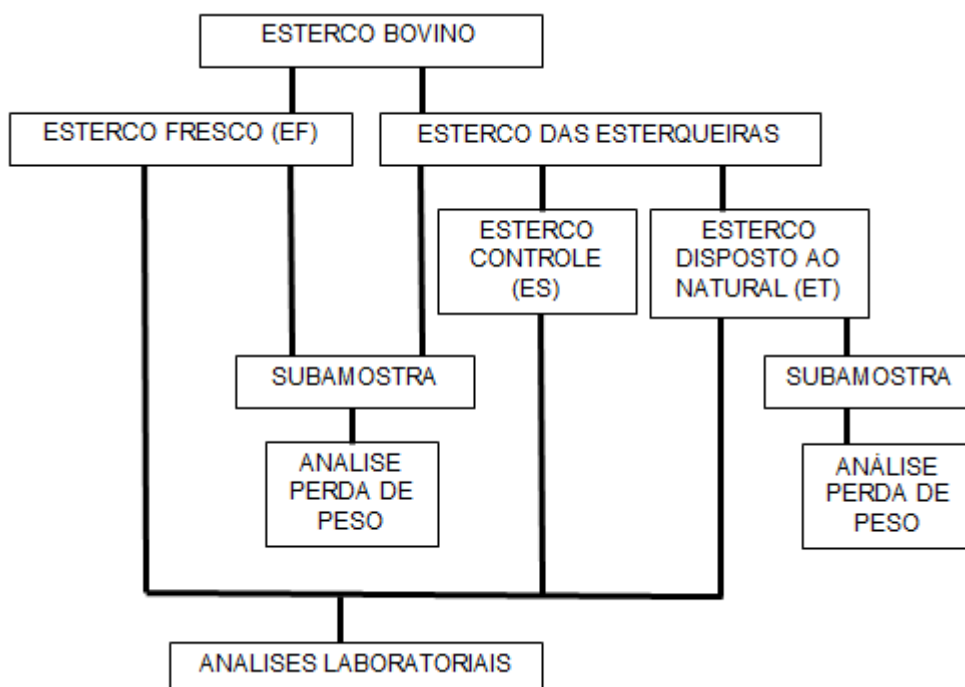 ESTERCO BOVINO
ESTERCO FRESCO (EF)
ESTERCO DAS ESTERQUEIRAS
ESTERCO
CONTROLE
(ES)
ESTERCO
DISPOSTO AO
NATURAL (ET)
SUBAMOSTRA
SUBAMOSTRA
ANALISE
PERDA DE
PESO
ANÁLISE
PERDA DE
PESO
ANALISES LABORATORIAIS